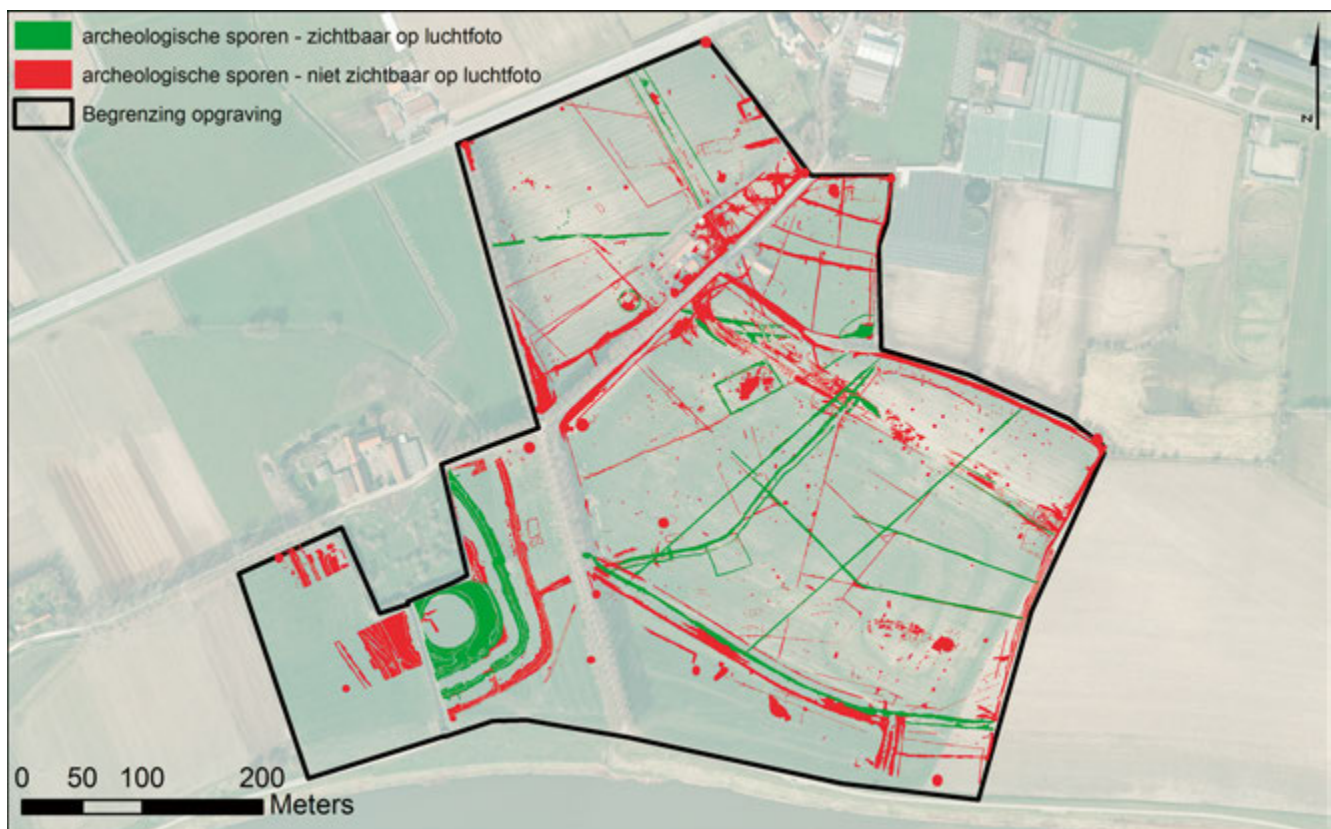 archeologische sporen - zichtbaar op luchtfoto
archeologische sporen - niet zichtbaar op luchtfoto
Begrenzing opgraving
N
0 50 100 200
Meters